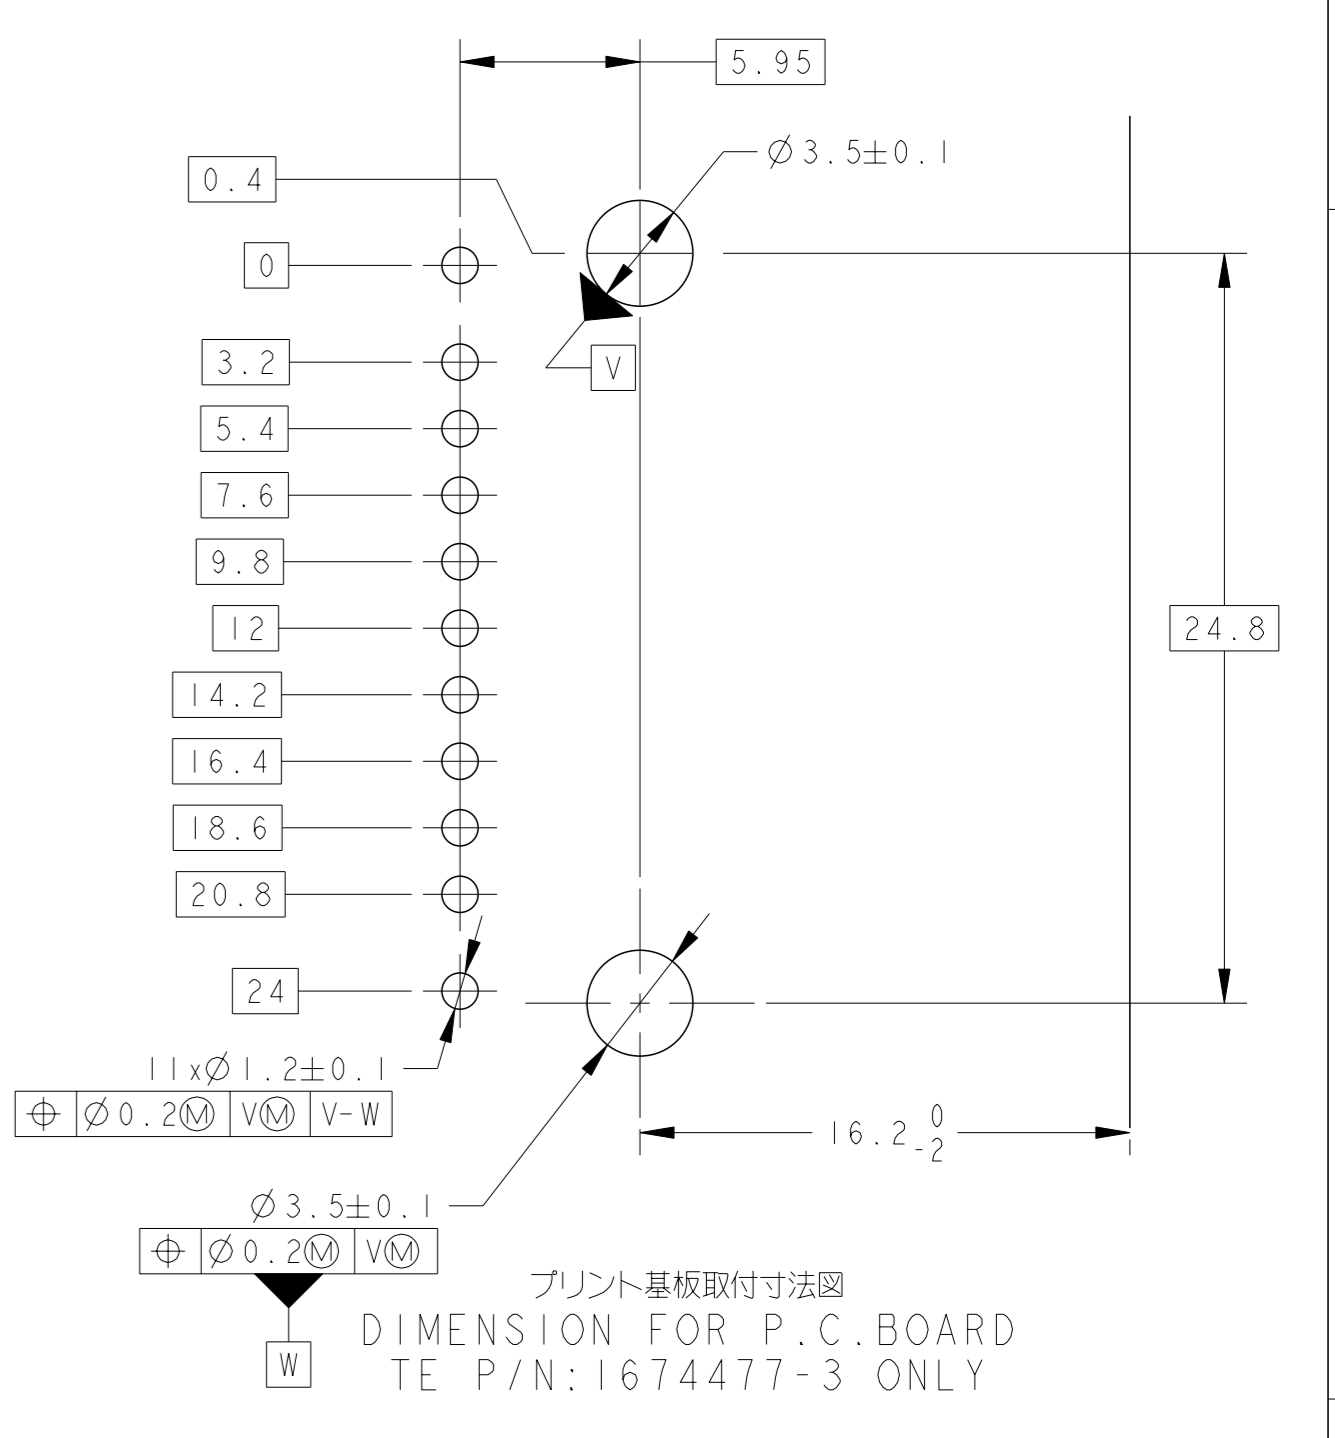 5.95
Ø3.5±0.1
0.4
0
3.2
V
5.4
7.6
9.8
12
24.8
14.2
16.4
18.6
20.8
24
11xØ1.2±0.1
⌖ Ø0.2Ⓜ VⓂ V-W
16.2 0 -2
Ø3.5±0.1
⌖ Ø0.2Ⓜ VⓂ
W
プリント基板取付寸法図
DIMENSION FOR P.C.BOARD
TE P/N:1674477-3 ONLY